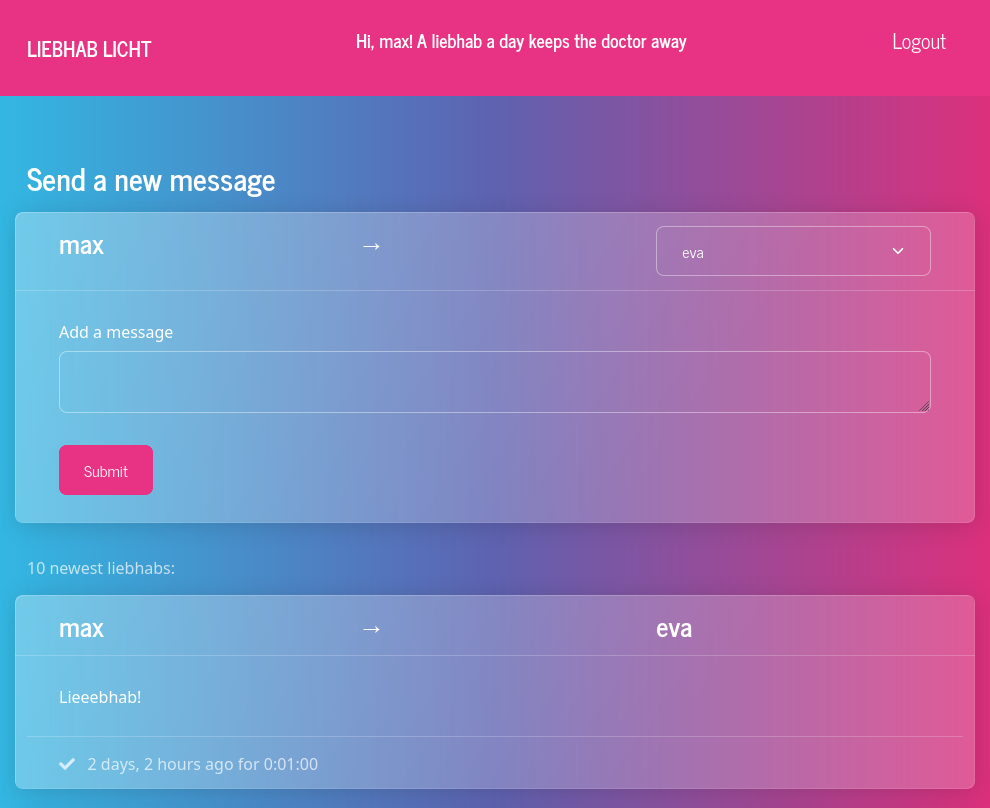 LIEBHAB LICHT
Hi, max! A liebhab a day keeps the doctor away
Logout
Send a new message
max → eva
Add a message
Submit
10 newest liebhabs:
max → eva
Lieeebhab!
2 days, 2 hours ago for 0:01:00